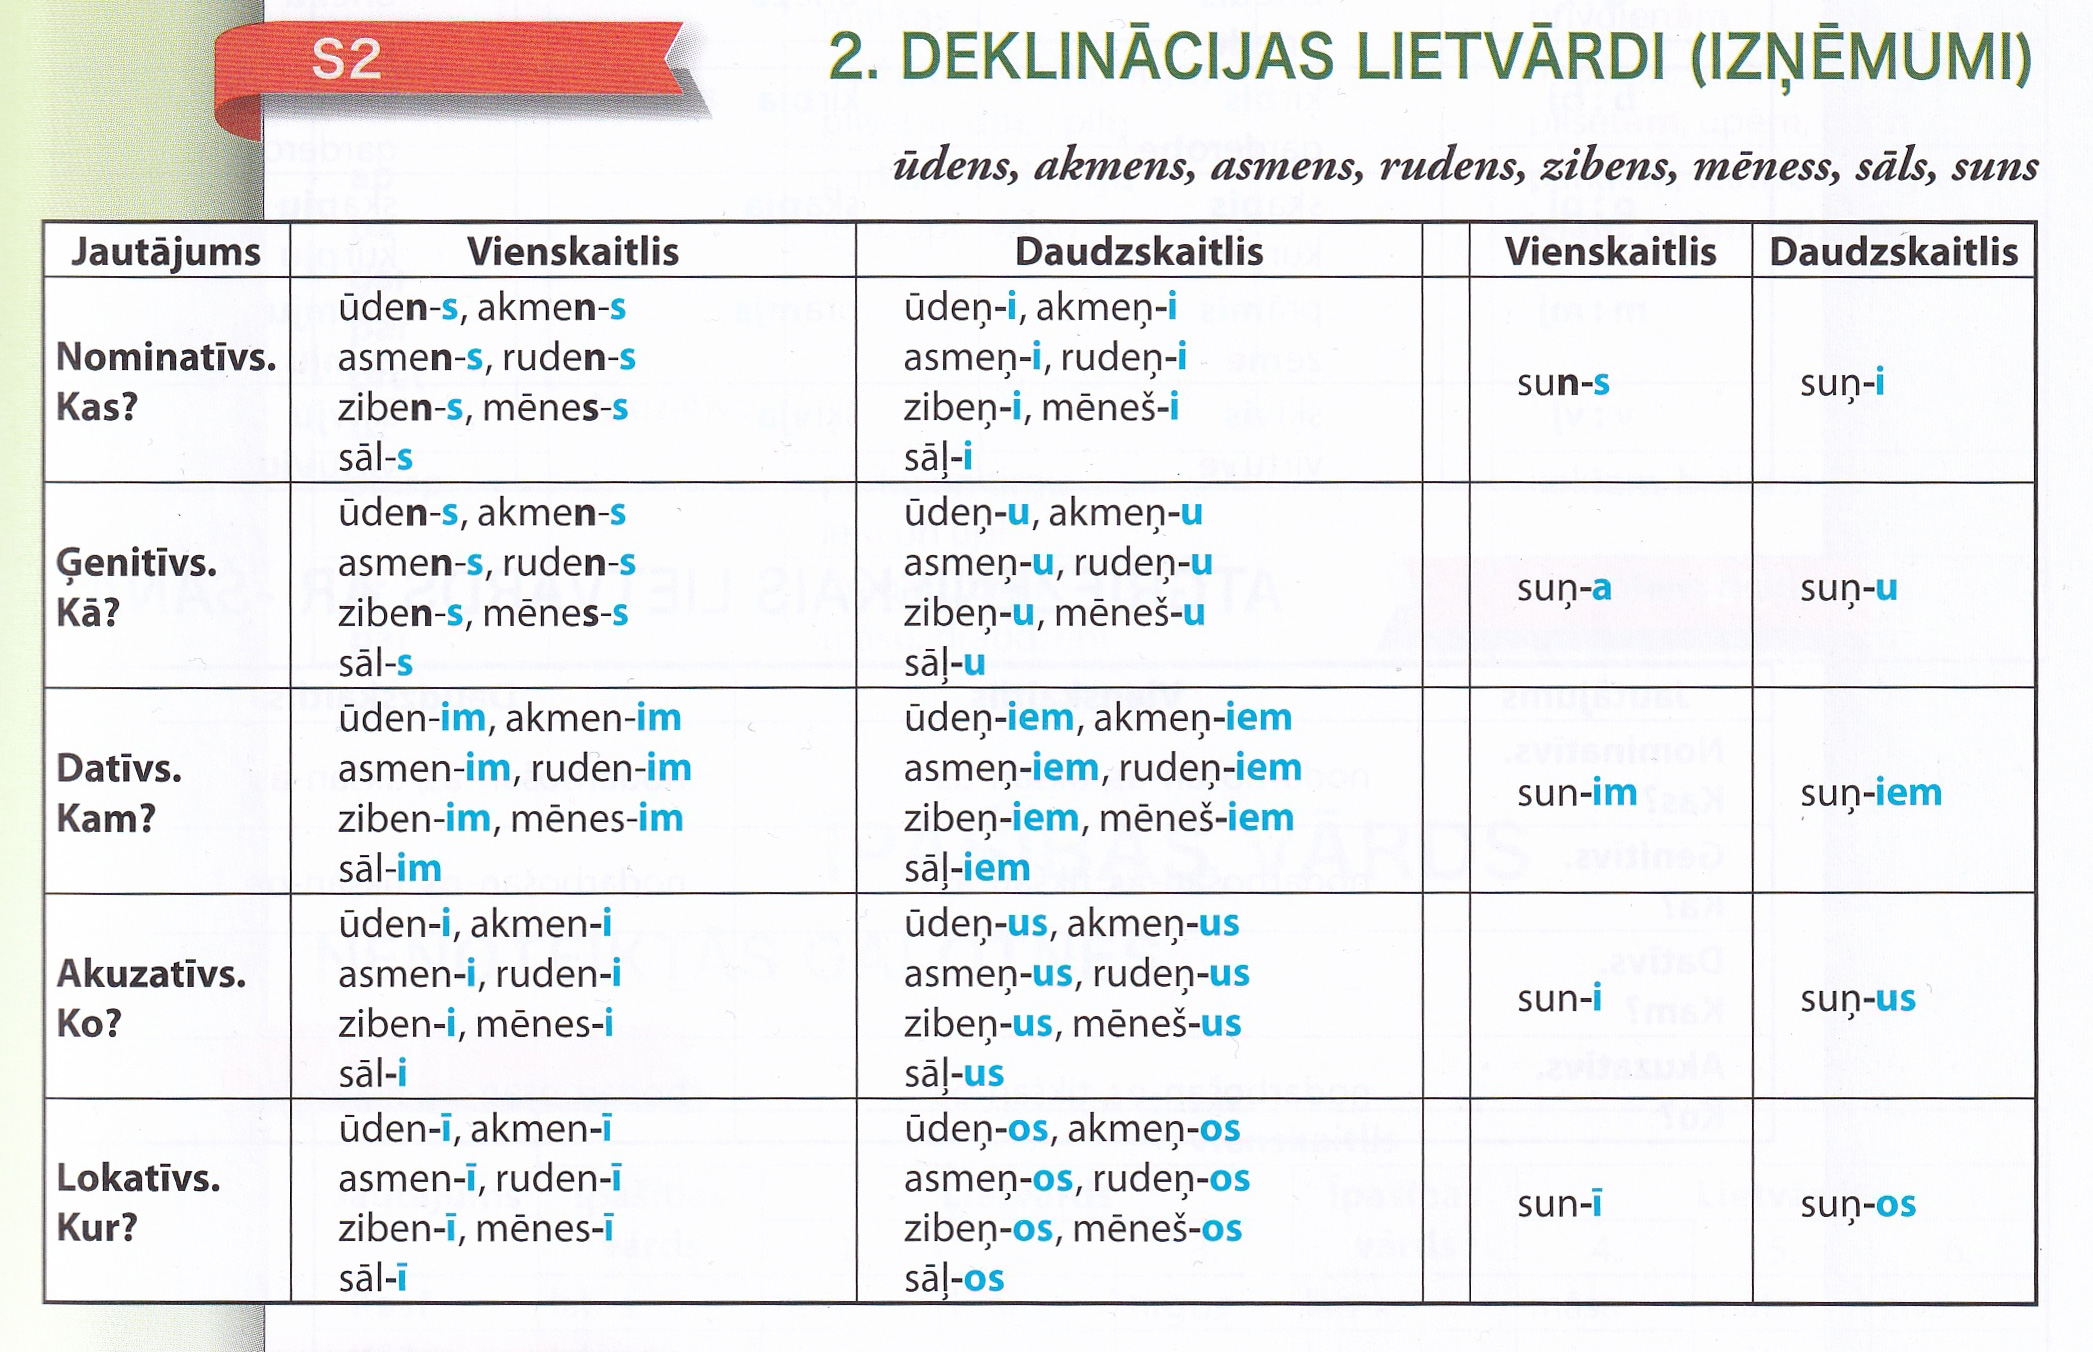 S2
2. DEKLINĀCIJAS LIETVĀRDI (IZŅĒMUMI)
ūdens, akmens, asmens, rudens, zibens, mēness, sāls, suns
Jautājums Vienskaitlis Daudzskaitlis Vienskaitlis Daudzskaitlis
Nominatīvs.
Kas?
ūden-s, akmen-s
asmen-s, ruden-s
ziben-s, mēnes-s
sāl-s
ūdeņ-i, akmeņ-i
asmeņ-i, rudeņ-i
zibeņ-i, mēneš-i
sāļ-i
sun-s
suņ-i
Ģenitīvs.
Kā?
ūden-s, akmen-s
asmen-s, ruden-s
ziben-s, mēnes-s
sāl-s
ūdeņ-u, akmeņ-u
asmeņ-u, rudeņ-u
zibeņ-u, mēneš-u
sāļ-u
suņ-a
suņ-u
Datīvs.
Kam?
ūden-im, akmen-im
asmen-im, ruden-im
ziben-im, mēnes-im
sāl-im
ūdeņ-iem, akmeņ-iem
asmeņ-iem, rudeņ-iem
zibeņ-iem, mēneš-iem
sāļ-iem
sun-im
suņ-iem
Akuzatīvs.
Ko?
ūden-i, akmen-i
asmen-i, ruden-i
ziben-i, mēnes-i
sāl-i
ūdeņ-us, akmeņ-us
asmeņ-us, rudeņ-us
zibeņ-us, mēneš-us
sāļ-us
sun-i
suņ-us
Lokatīvs.
Kur?
ūden-ī, akmen-ī
asmen-ī, ruden-ī
ziben-ī, mēnes-ī
sāl-ī
ūdeņ-os, akmeņ-os
asmeņ-os, rudeņ-os
zibeņ-os, mēneš-os
sāļ-os
sun-ī
suņ-os